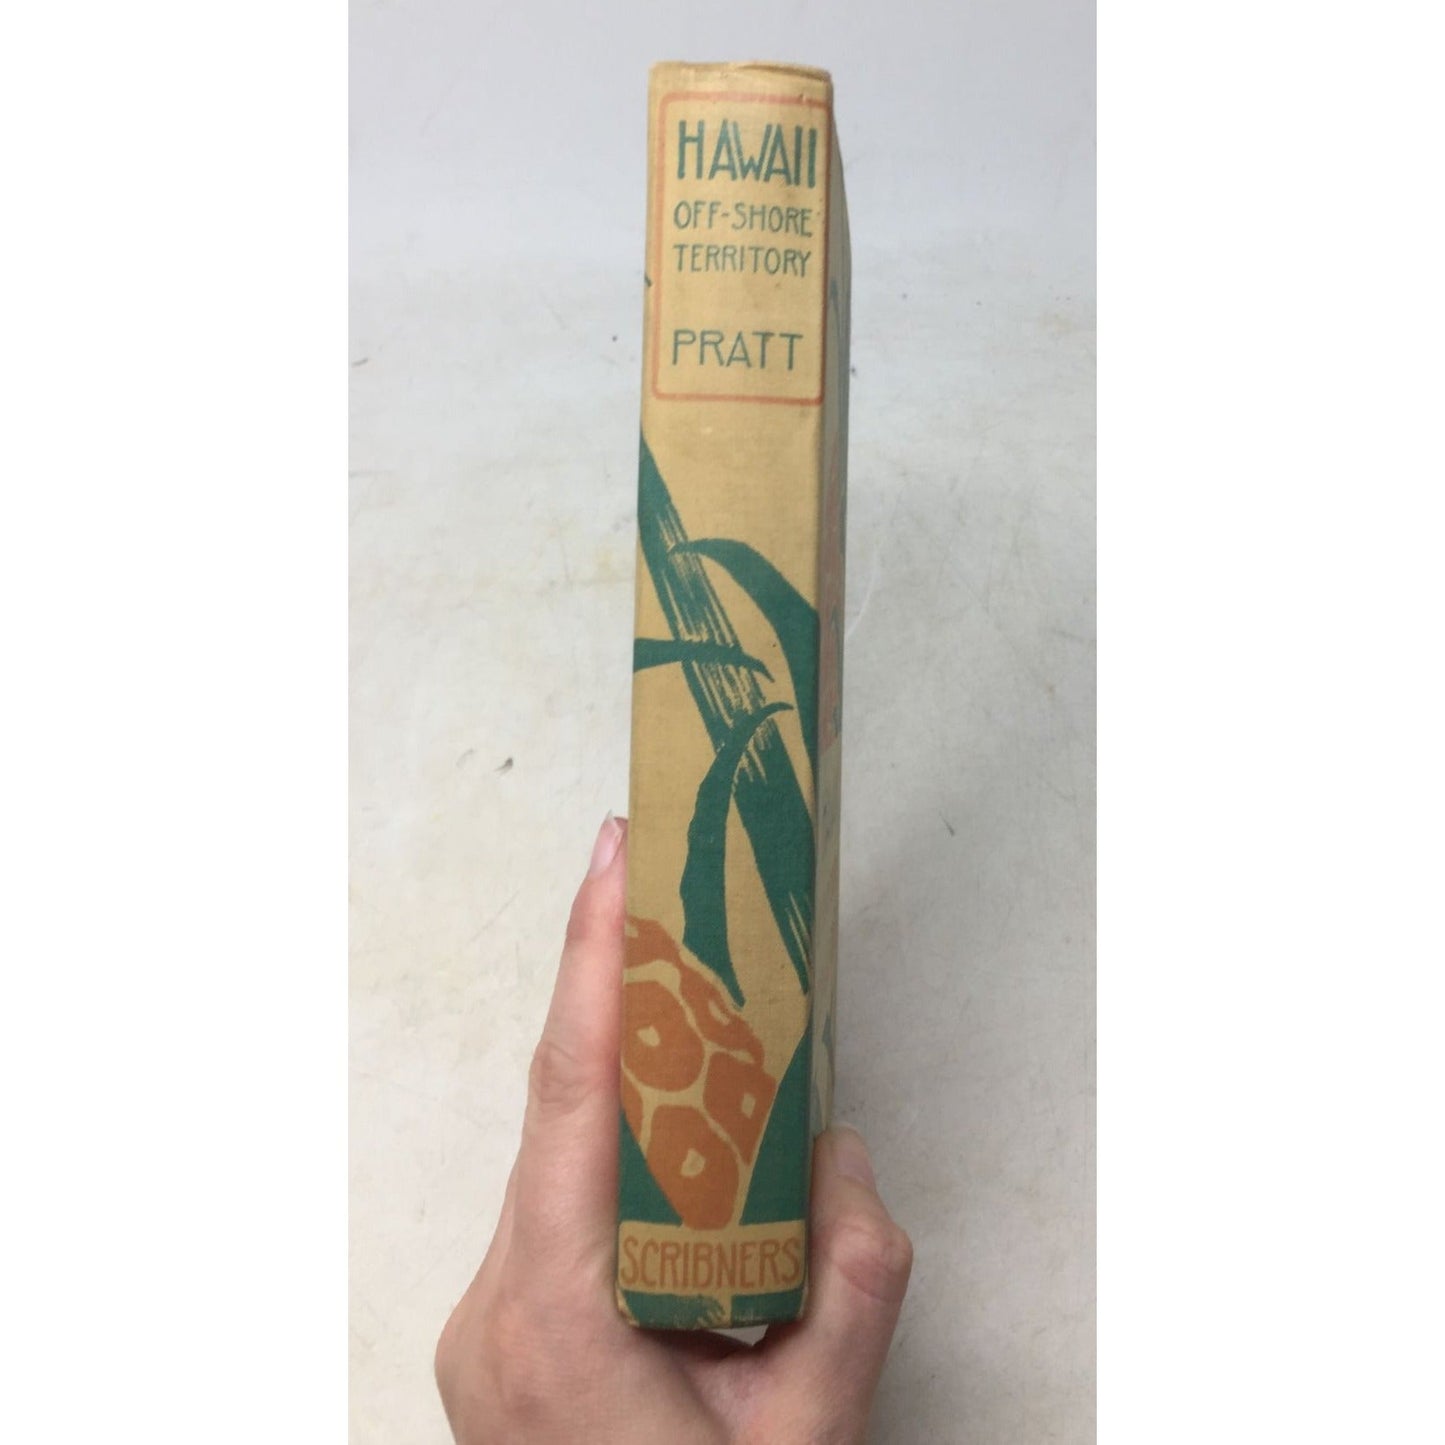 HAWAII
OFF-SHORE
TERRITORY
PRATT
SCRIBNERS